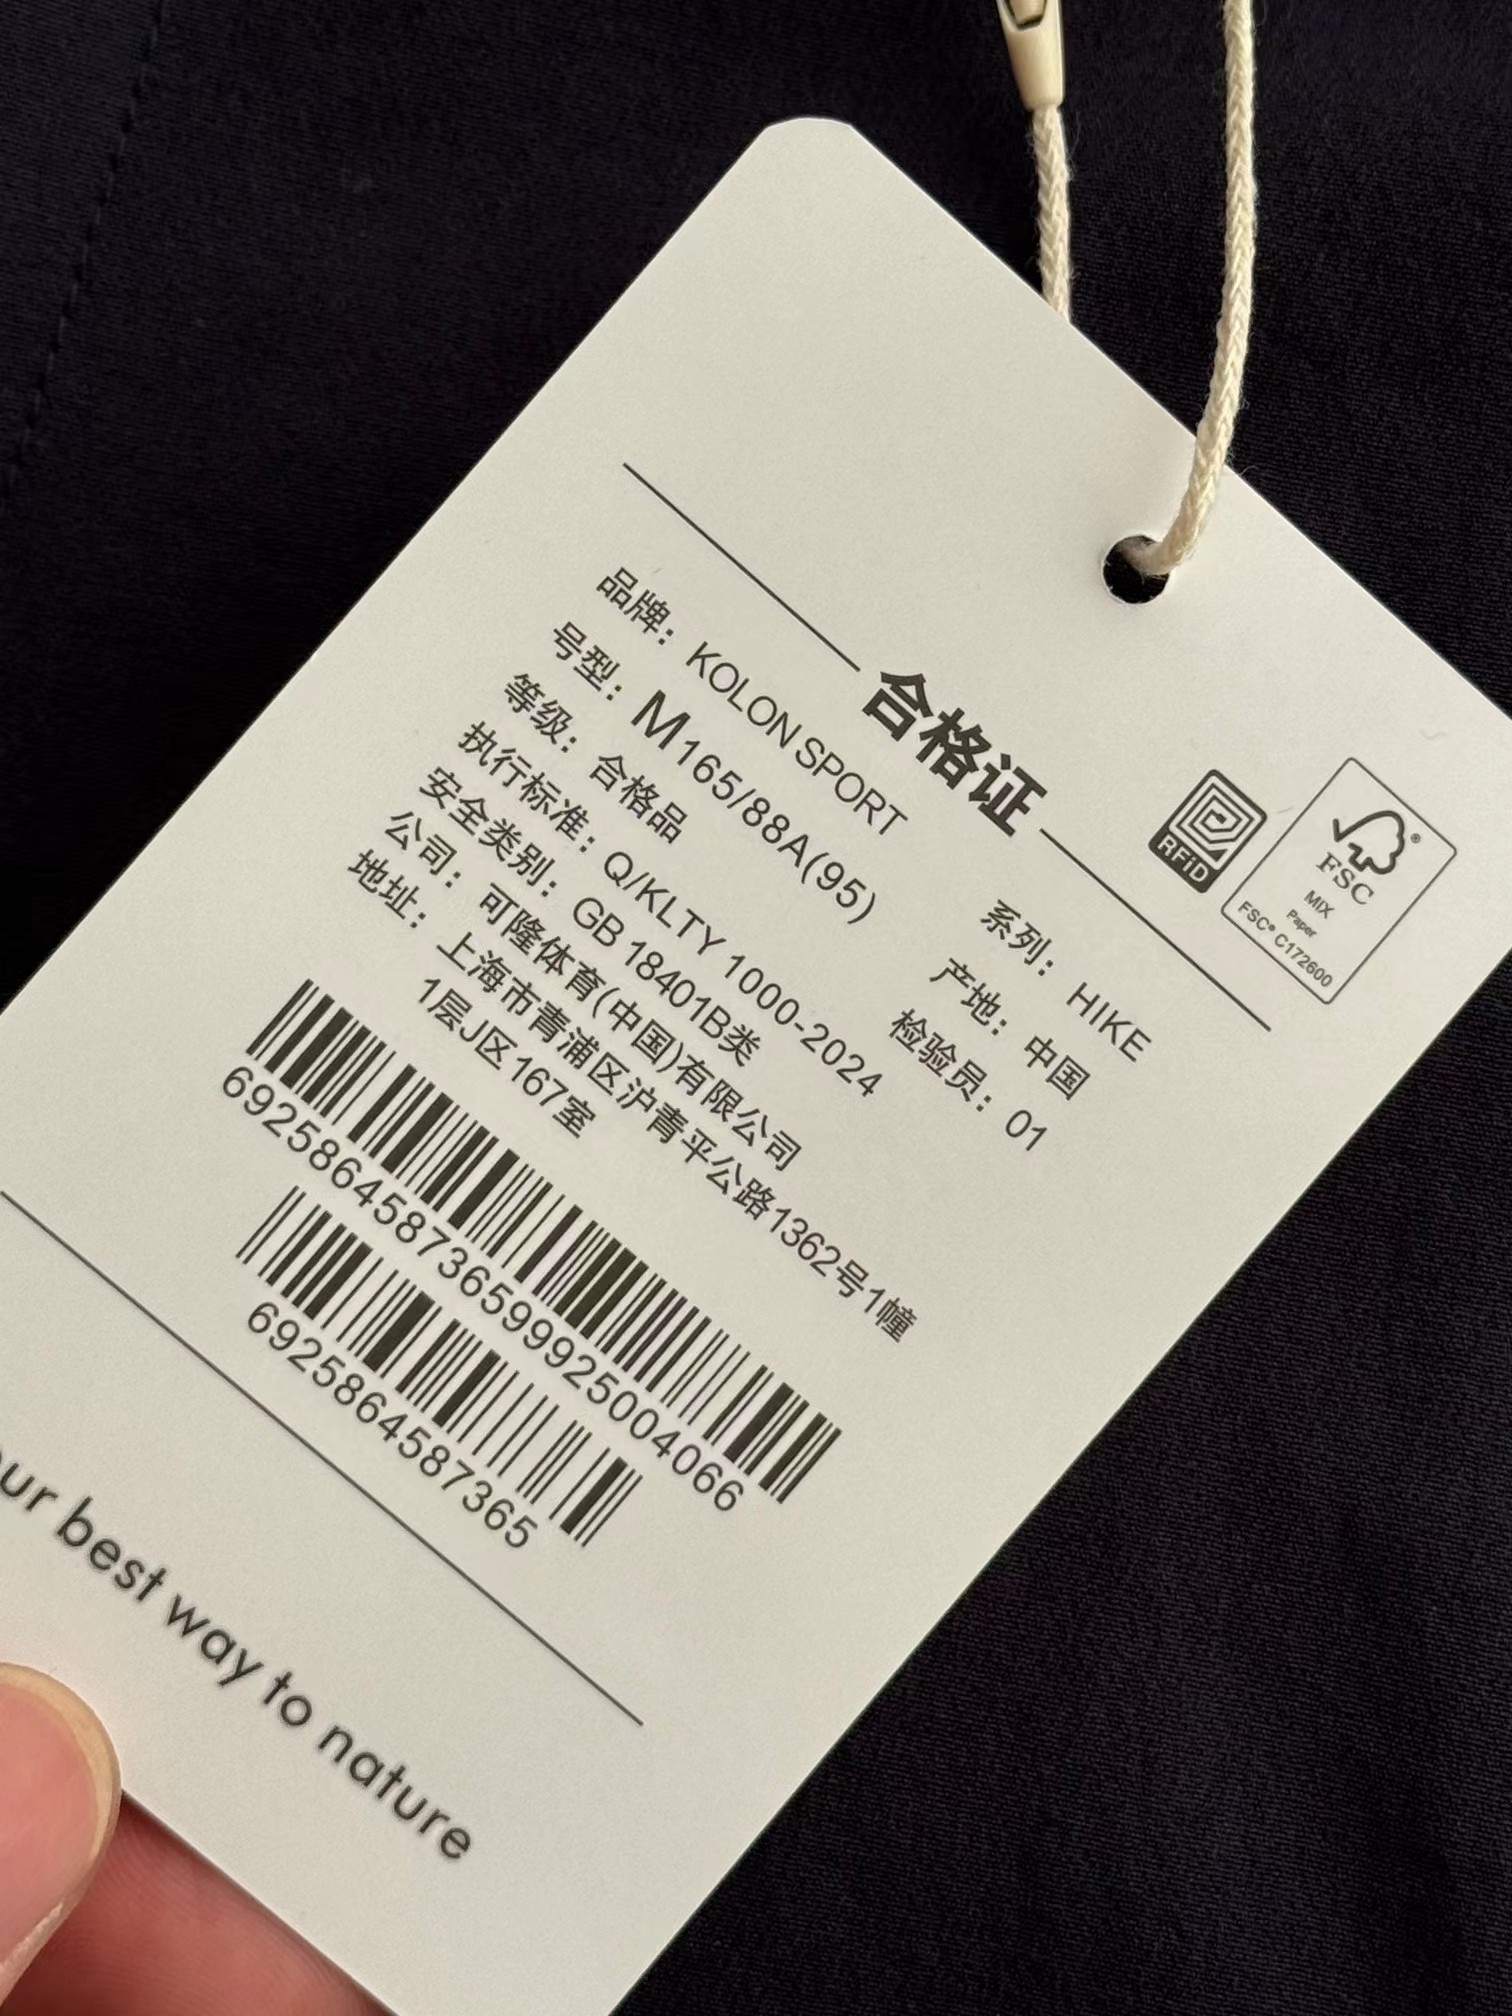 合格证
RFID
FSC®
MIX
Paper
FSC® C172600
品牌：KOLON SPORT 系列：HIKE
号型：M 165/88A(95) 产地：中国
等级：合格品 检验员：01
执行标准：Q/KLTY 1000-2024
安全类别：GB 18401B类
公司：可隆体育(中国)有限公司
地址：上海市青浦区沪青平公路1362号1幢
1层J区167室
692586458736599925004066
6925864587365
our best way to nature